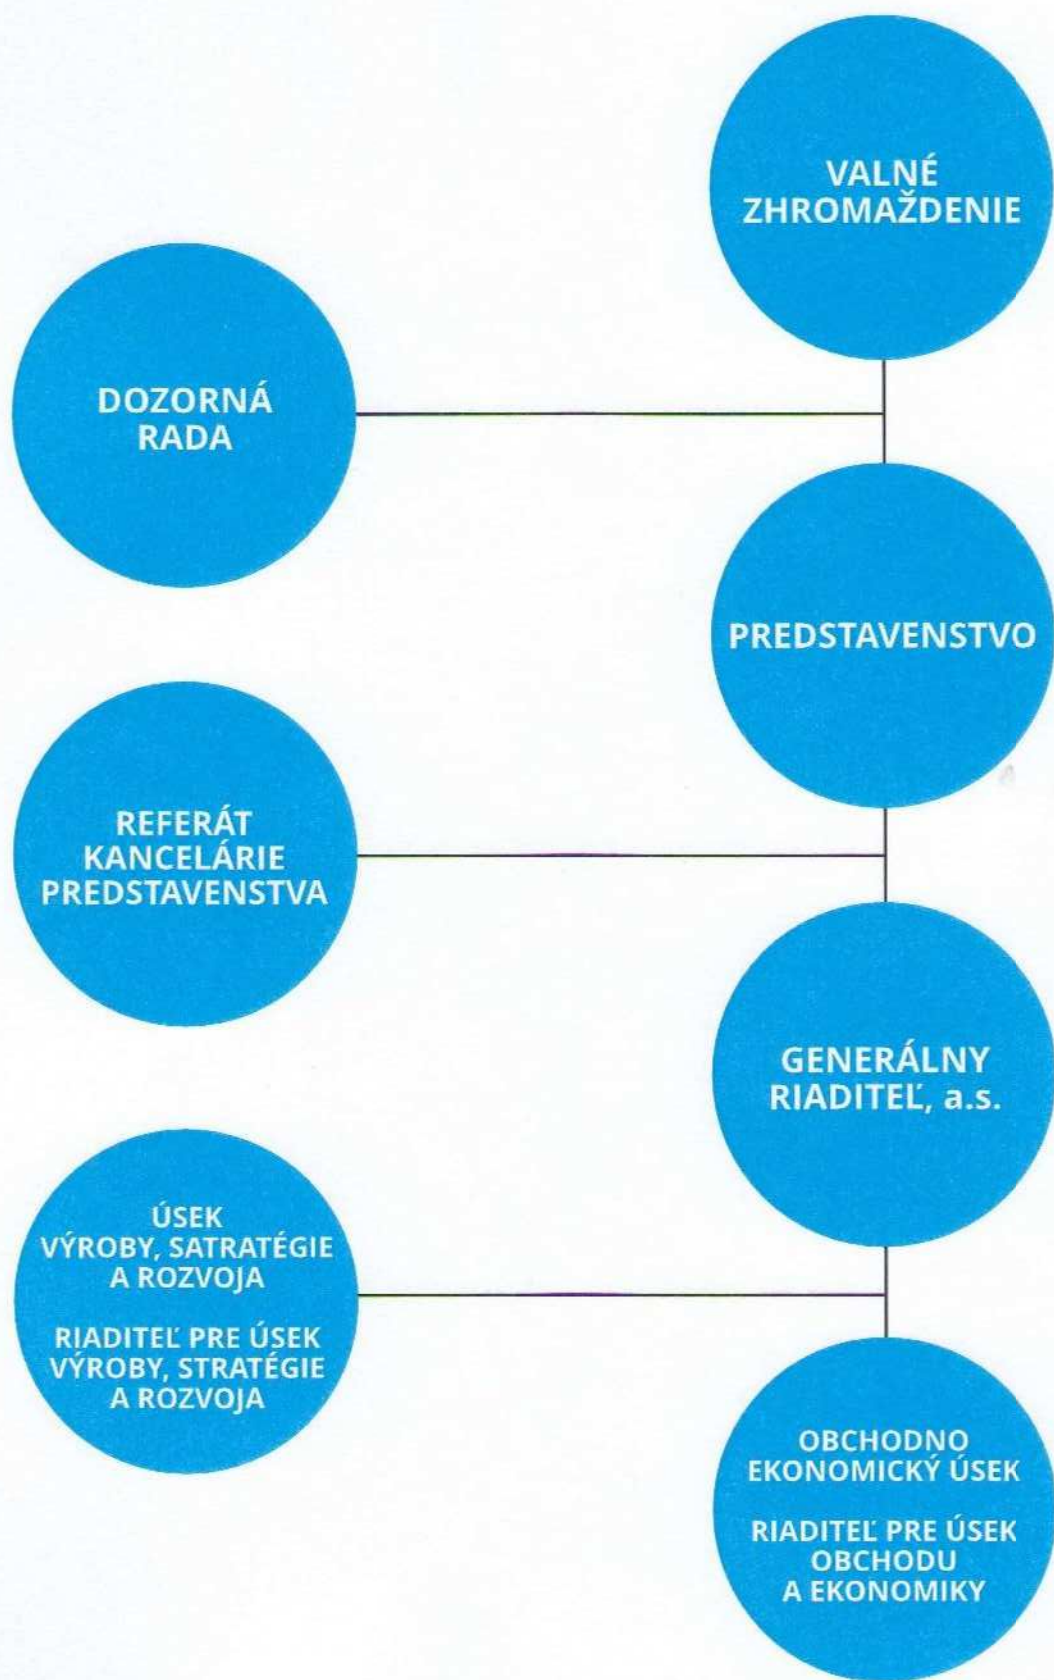 VALNÉ
ZHROMAŽDENIE
DOZORNÁ
RADA
PREDSTAVENSTVO
REFERÁT
KANCELÁRIE
PREDSTAVENSTVA
GENERÁLNY
RIADITEĽ, a.s.
ÚSEK
VÝROBY, SATRATÉGIE
A ROZVOJA
RIADITEĽ PRE ÚSEK
VÝROBY, STRATÉGIE
A ROZVOJA
OBCHODNO
EKONOMICKÝ ÚSEK
RIADITEĽ PRE ÚSEK
OBCHODU
A EKONOMIKY